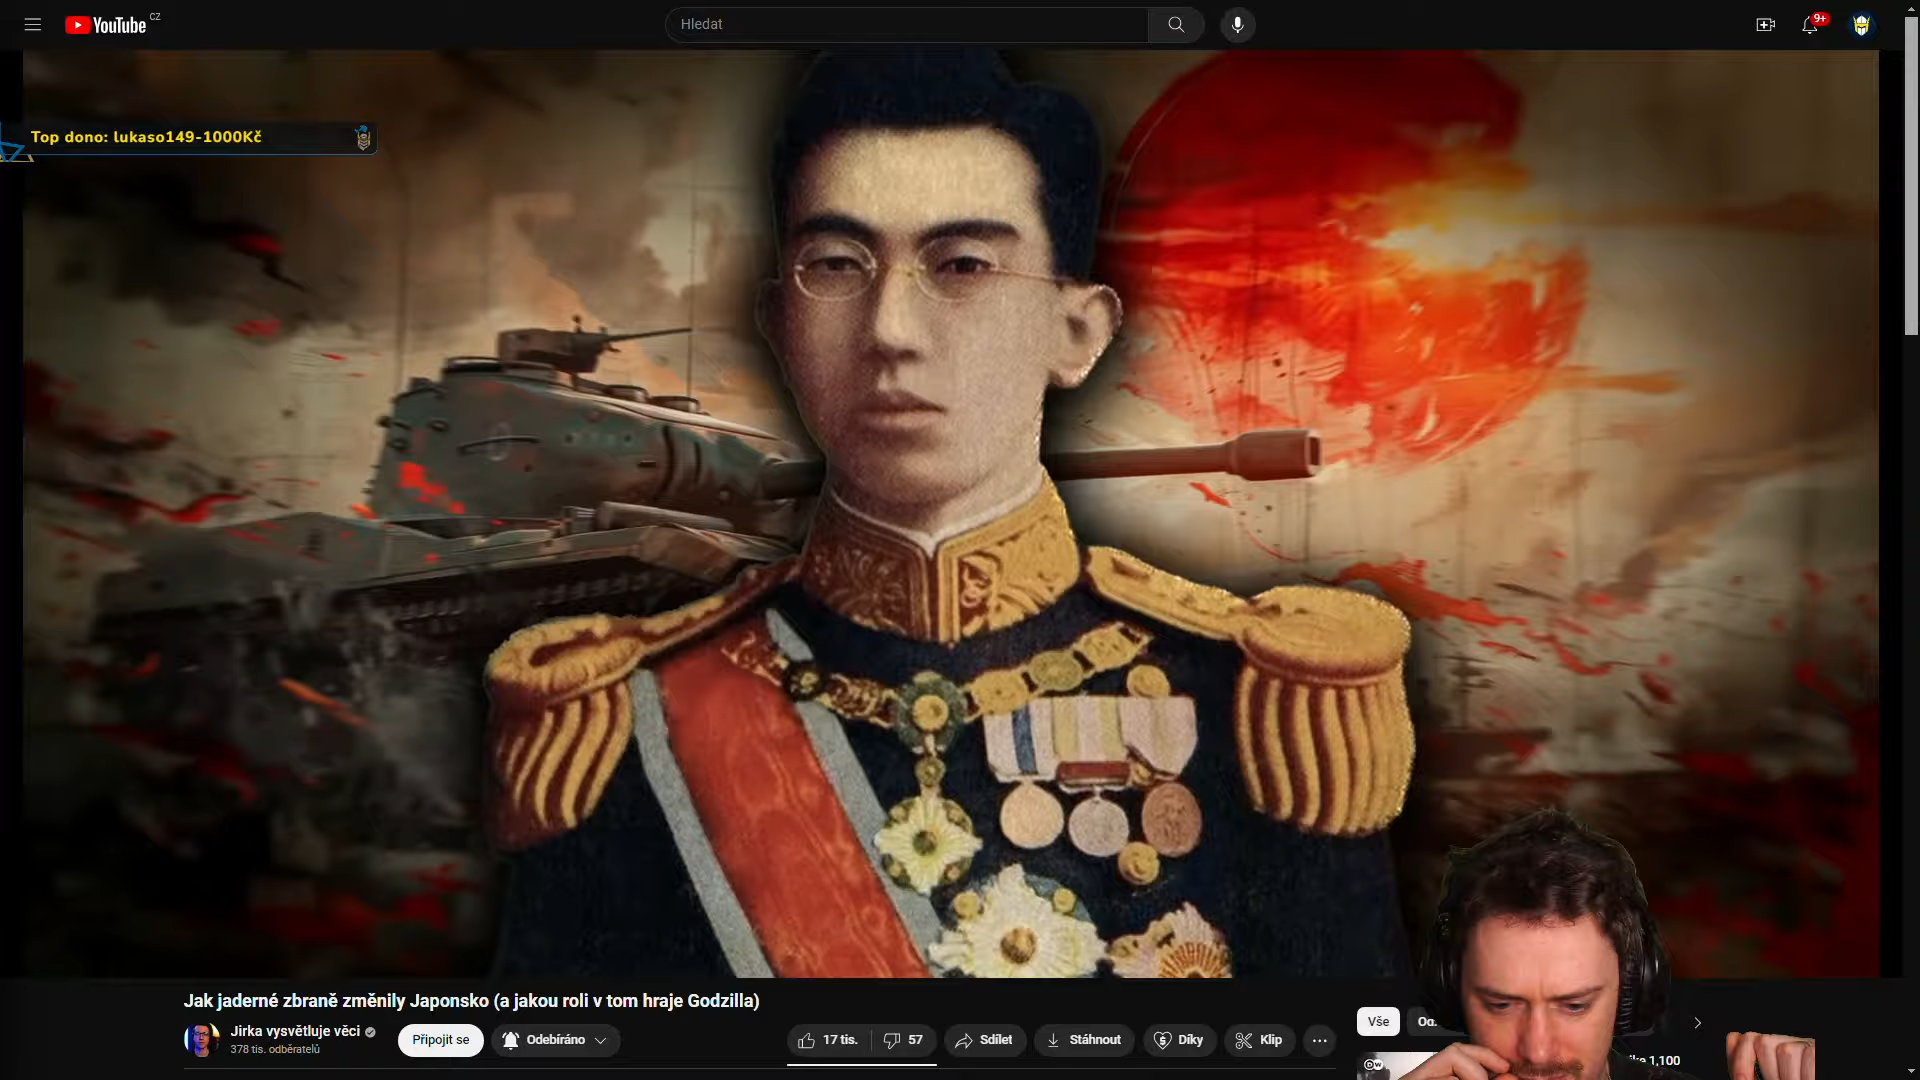 YouTube CZ
Hledat
9+
Top dono: lukaso149-1000Kč
Jak jaderné zbraně změnily Japonsko (a jakou roli v tom hraje Godzilla)
Jirka vysvětluje věci
378 tis. odběratelů
Připojit se
Odebíráno
17 tis.
57
Sdílet
Stáhnout
Díky
Klip
Vše
1,100